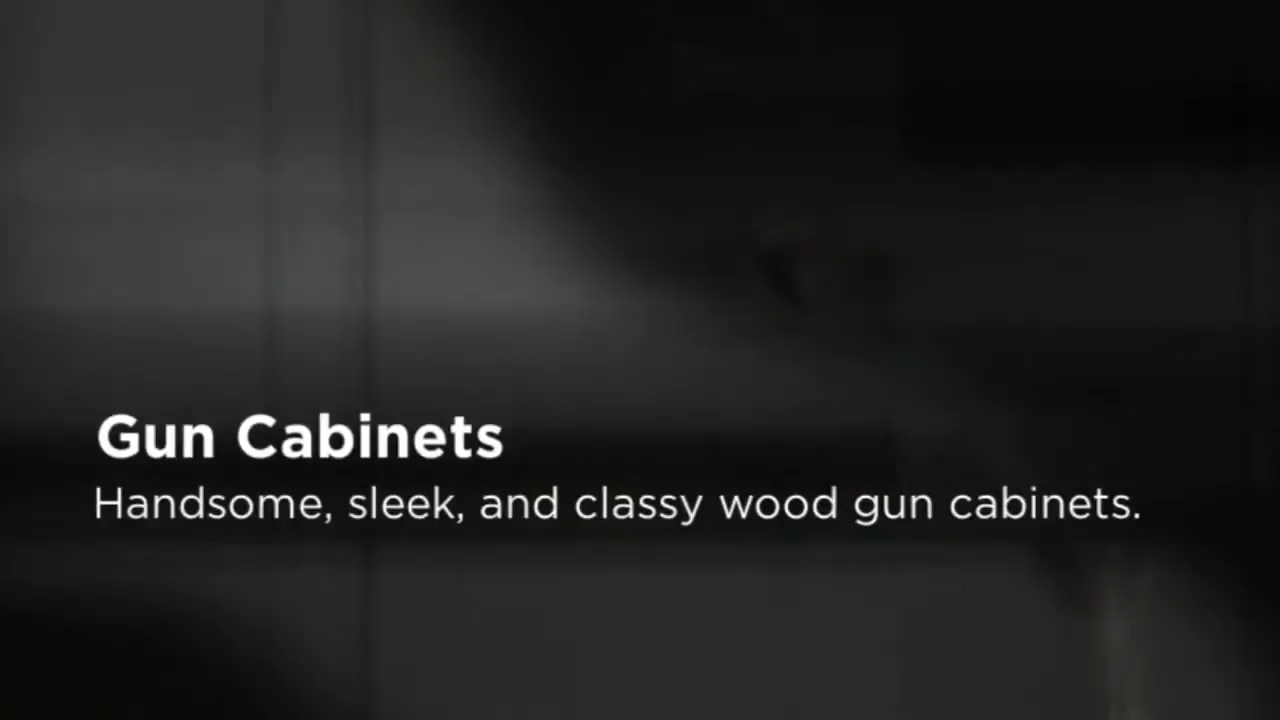 Gun Cabinets
Handsome, sleek, and classy wood gun cabinets.